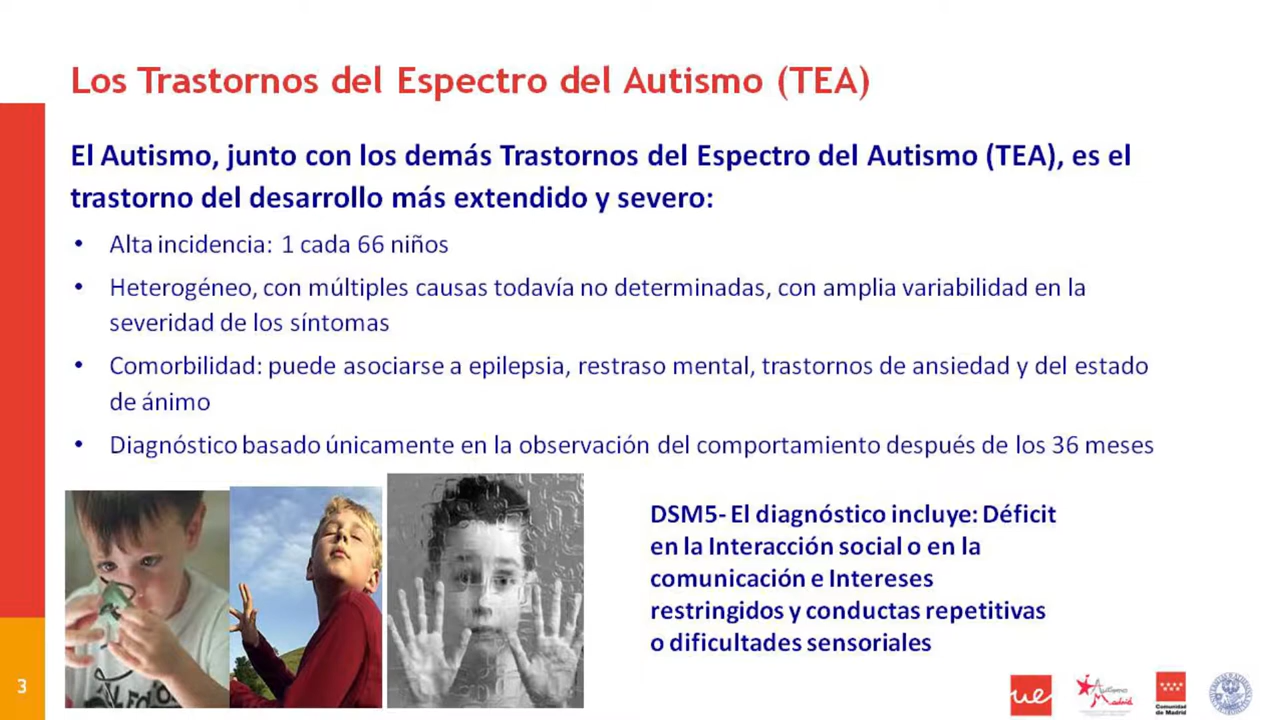 Los Trastornos del Espectro del Autismo (TEA)
El Autismo, junto con los demás Trastornos del Espectro del Autismo (TEA), es el
trastorno del desarrollo más extendido y severo:
• Alta incidencia: 1 cada 66 niños
• Heterogéneo, con múltiples causas todavía no determinadas, con amplia variabilidad en la
severidad de los síntomas
• Comorbilidad: puede asociarse a epilepsia, restraso mental, trastornos de ansiedad y del estado
de ánimo
• Diagnóstico basado únicamente en la observación del comportamiento después de los 36 meses
DSM5- El diagnóstico incluye: Déficit
en la Interacción social o en la
comunicación e Intereses
restringidos y conductas repetitivas
o dificultades sensoriales
3
ue
Autismo
Madrid
Comunidad
de Madrid